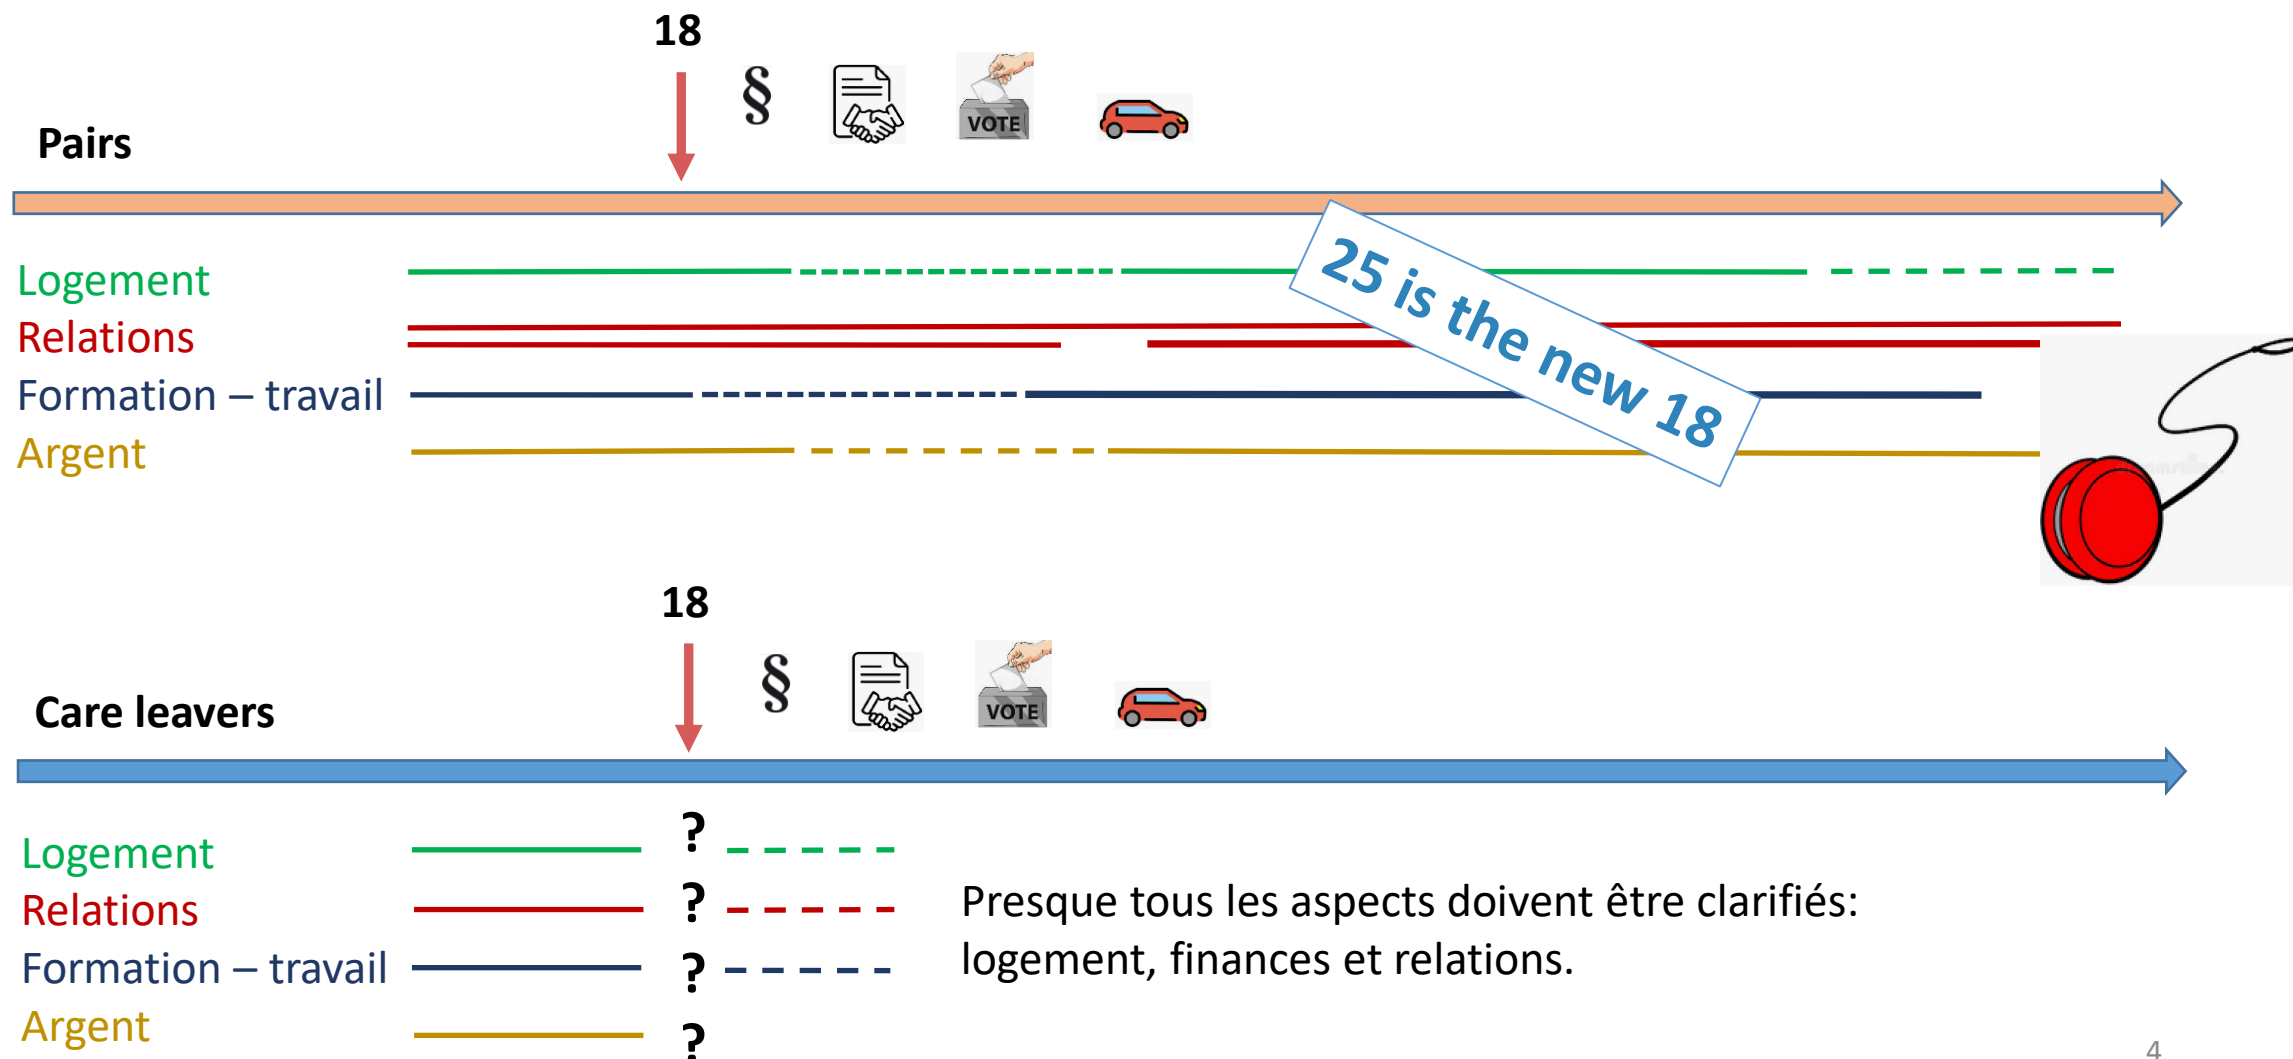 18
§
VOTE
Pairs
Logement
Relations
Formation – travail
Argent
25 is the new 18
18
§
VOTE
Care leavers
Logement
?
Relations
?
Formation – travail
?
Argent
?
Presque tous les aspects doivent être clarifiés:
logement, finances et relations.
4